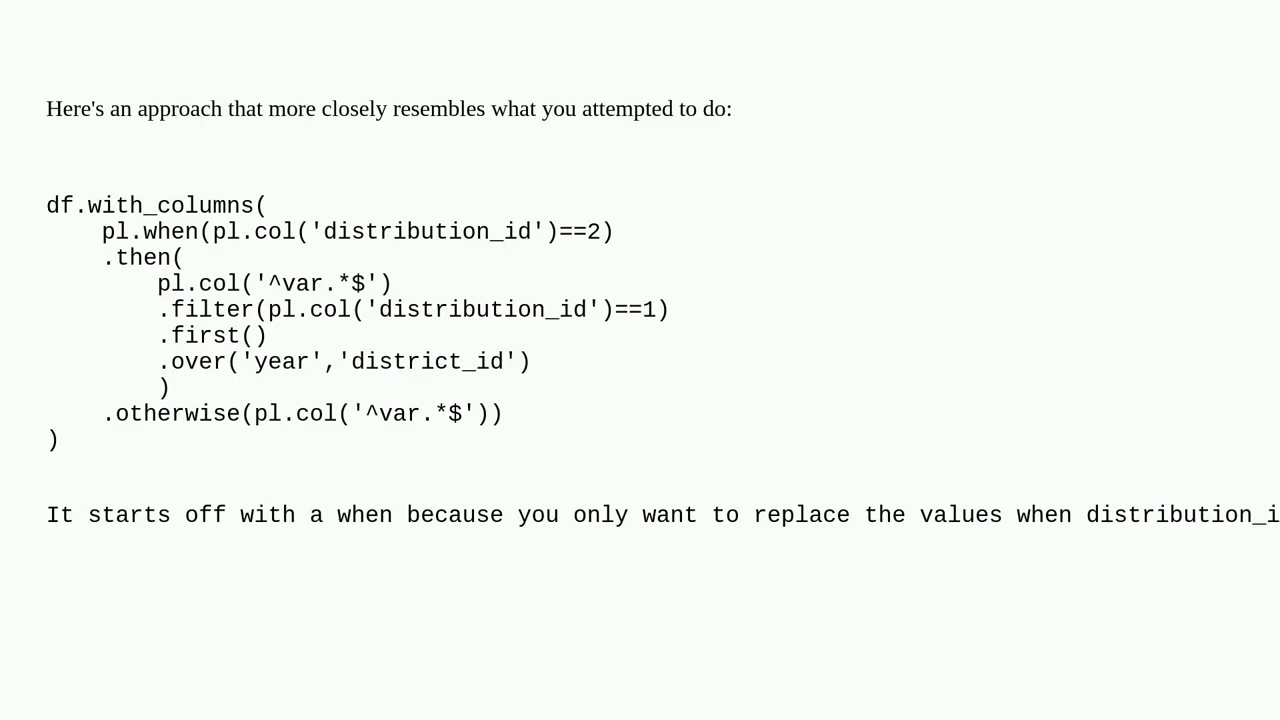 Here's an approach that more closely resembles what you attempted to do:
df.with_columns(
    pl.when(pl.col('distribution_id')==2)
    .then(
        pl.col('^var.*$')
        .filter(pl.col('distribution_id')==1)
        .first()
        .over('year','district_id')
        )
    .otherwise(pl.col('^var.*$'))
)
It starts off with a when because you only want to replace the values when distribution_i